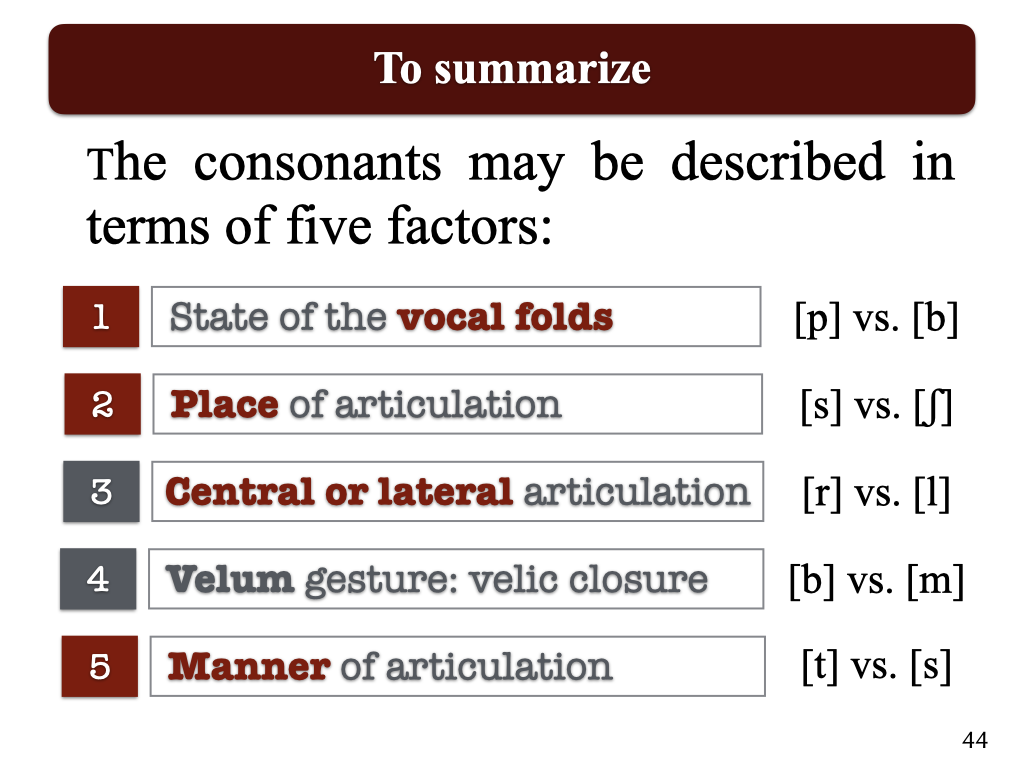 To summarize
The consonants may be described in
terms of five factors:
1 State of the vocal folds [p] vs. [b]
2 Place of articulation [s] vs. [ʃ]
3 Central or lateral articulation [r] vs. [l]
4 Velum gesture: velic closure [b] vs. [m]
5 Manner of articulation [t] vs. [s]
44